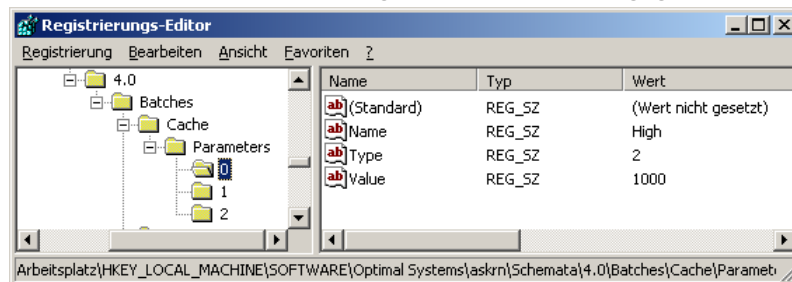 Registrierungs-Editor
Registrierung Bearbeiten Ansicht Favoriten ?
4.0
Batches
Cache
Parameters
0
1
2
Name Typ Wert
(Standard) REG_SZ (Wert nicht gesetzt)
Name REG_SZ High
Type REG_SZ 2
Value REG_SZ 1000
Arbeitsplatz\HKEY_LOCAL_MACHINE\SOFTWARE\Optimal Systems\askrn\Schemata\4.0\Batches\Cache\Paramet